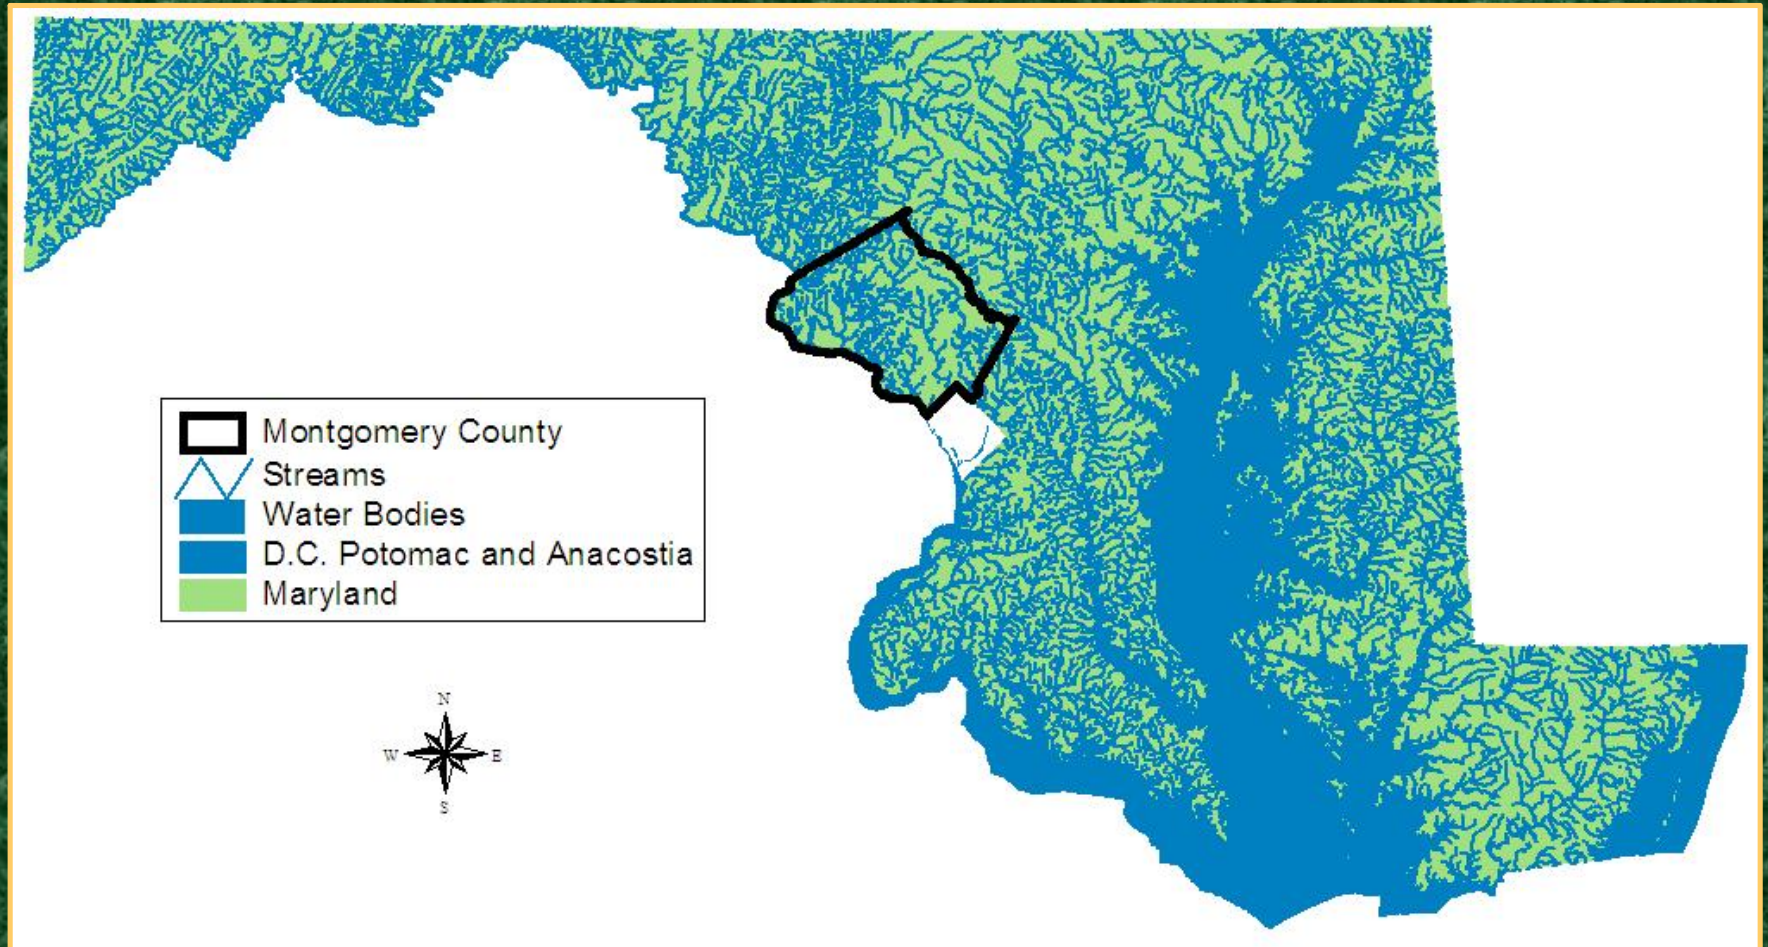 Montgomery County
Streams
Water Bodies
D.C. Potomac and Anacostia
Maryland
N
W E
S